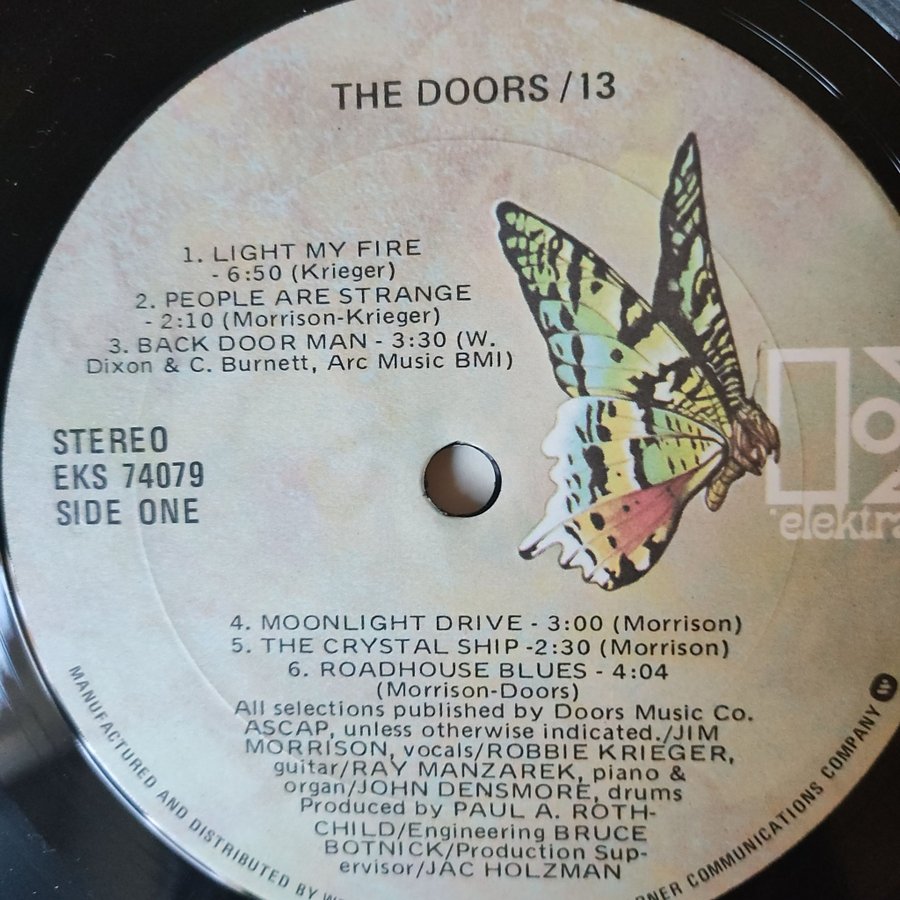 THE DOORS / 13
1. LIGHT MY FIRE
- 6:50 (Krieger)
2. PEOPLE ARE STRANGE
- 2:10 (Morrison-Krieger)
3. BACK DOOR MAN - 3:30 (W.
Dixon & C. Burnett, Arc Music BMI)
STEREO
EKS 74079
SIDE ONE
elektra
4. MOONLIGHT DRIVE - 3:00 (Morrison)
5. THE CRYSTAL SHIP -2:30 (Morrison)
6. ROADHOUSE BLUES - 4:04
(Morrison-Doors)
All selections published by Doors Music Co.
ASCAP, unless otherwise indicated./JIM
MORRISON, vocals/ROBBIE KRIEGER,
guitar/RAY MANZAREK, piano &
organ/JOHN DENSMORE, drums
Produced by PAUL A. ROTH-
CHILD/Engineering BRUCE
BOTNICK/Production Sup-
ervisor/JAC HOLZMAN
MANUFACTURED AND DISTRIBUTED BY
COMMUNICATIONS COMPANY